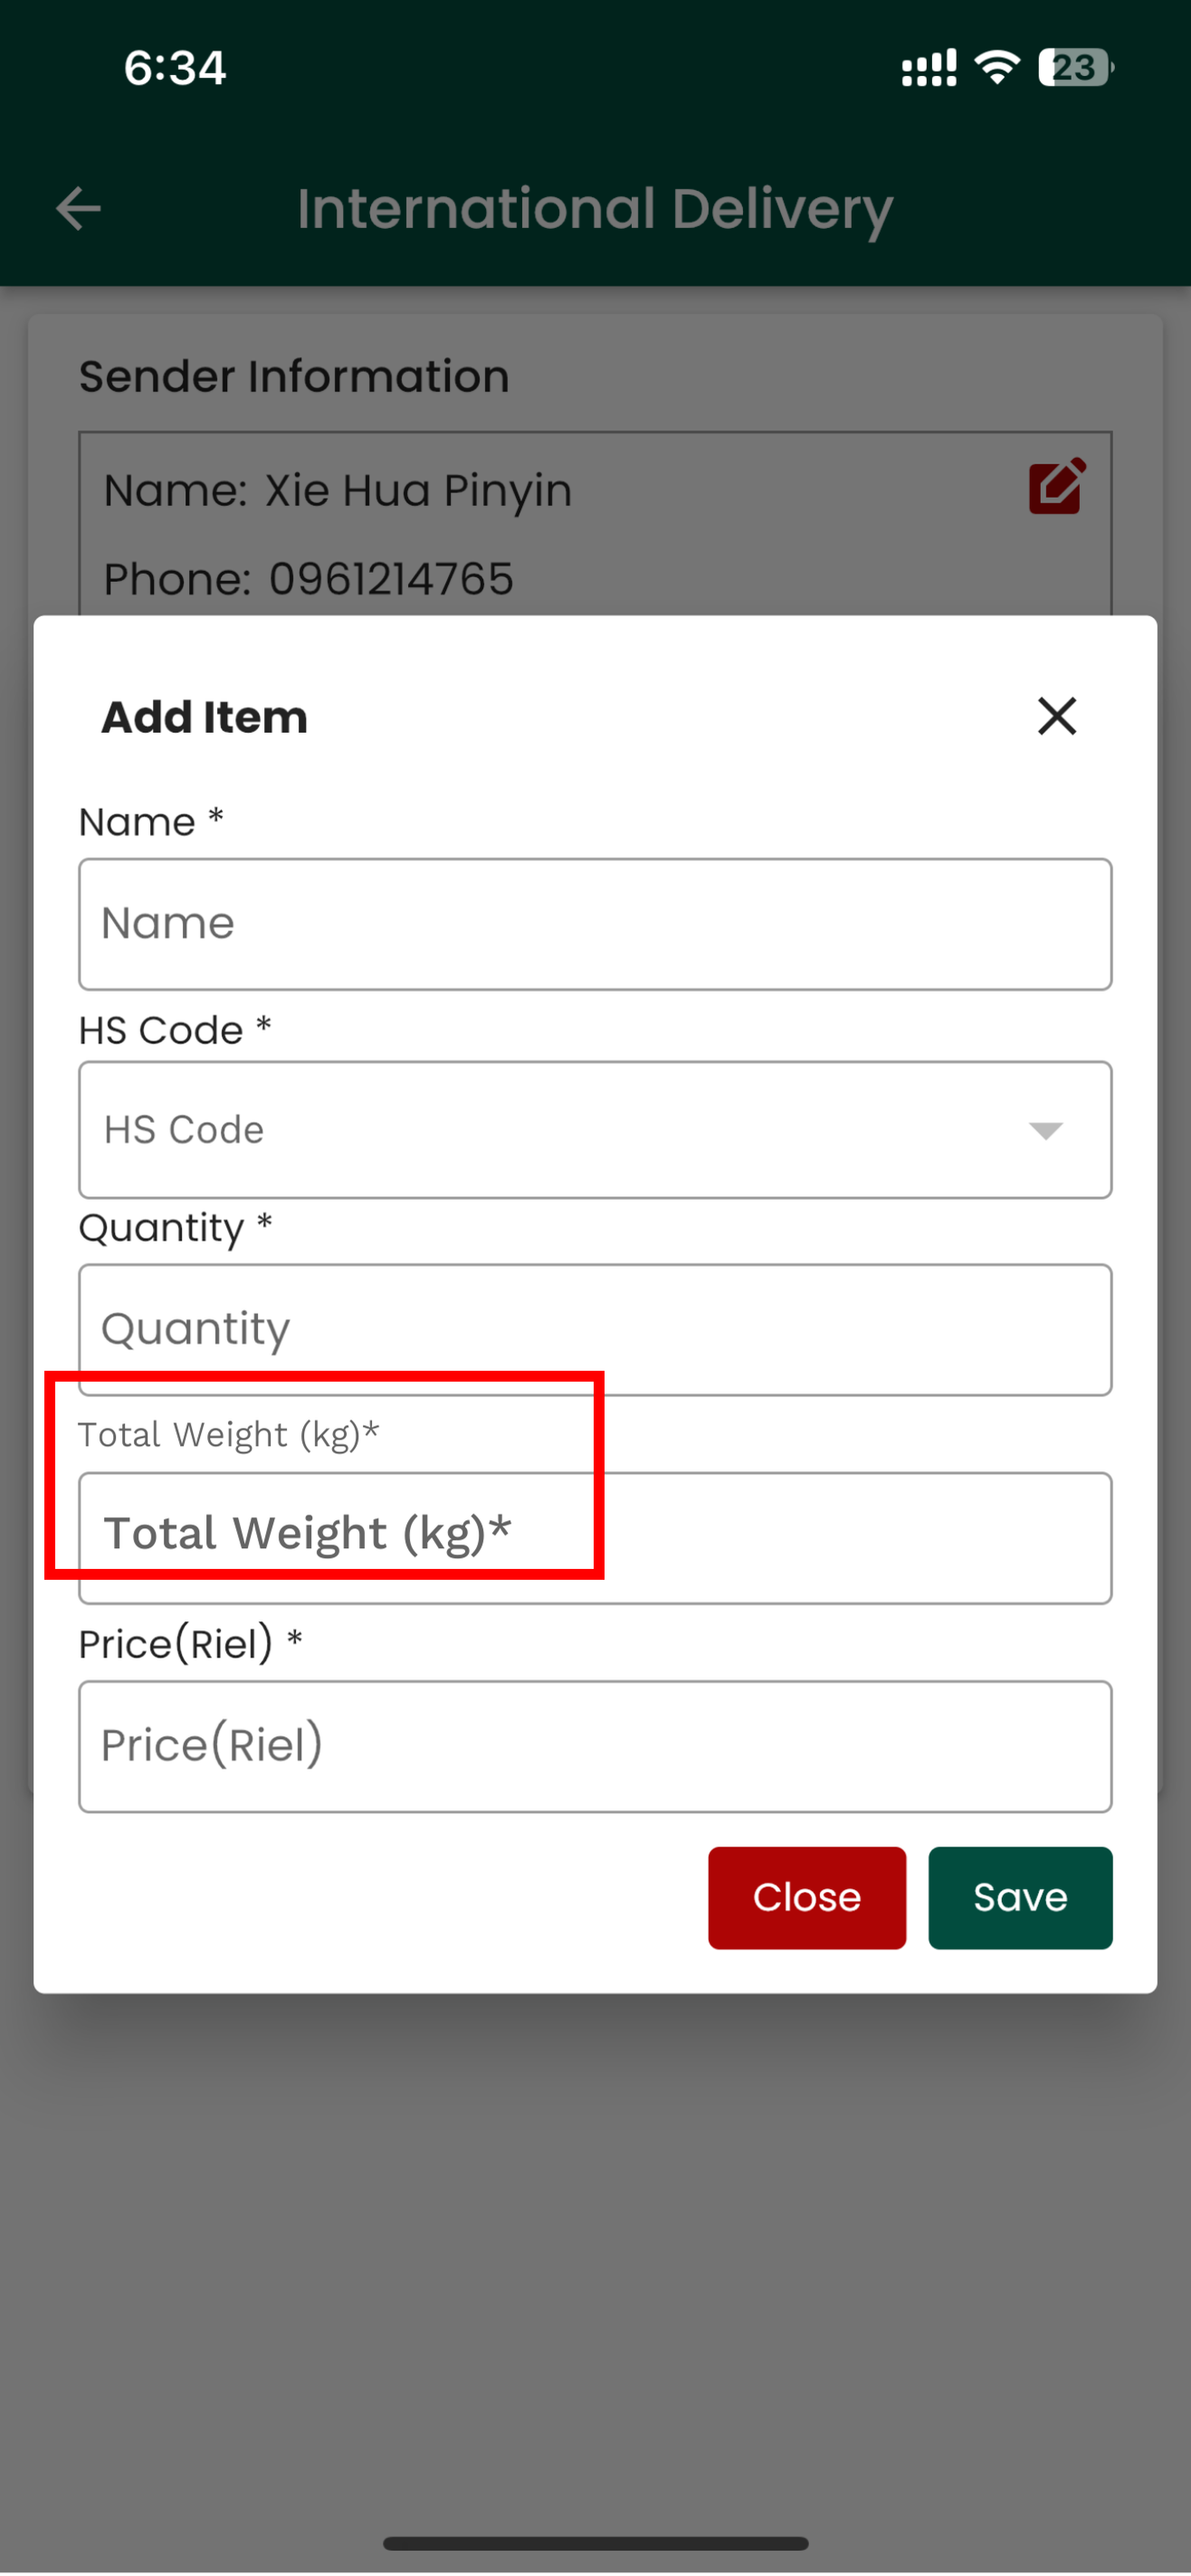 6:34
23
International Delivery
Sender Information
Name: Xie Hua Pinyin
Phone: 0961214765
Add Item
Name *
Name
HS Code *
HS Code
Quantity *
Quantity
Total Weight (kg)*
Total Weight (kg)*
Price(Riel) *
Price(Riel)
Close
Save